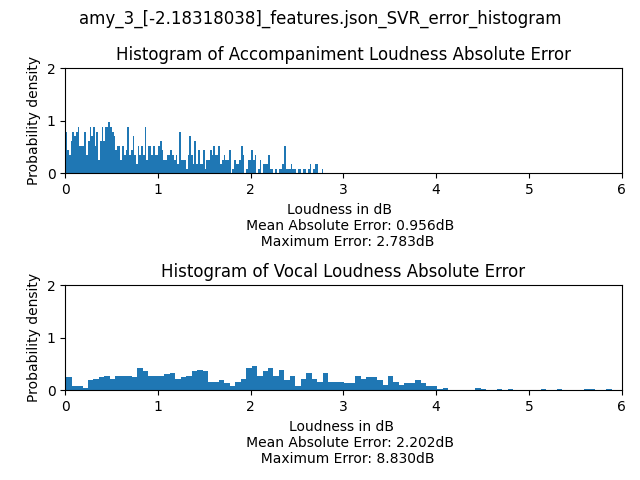 amy_3_[-2.18318038]_features.json_SVR_error_histogram
Histogram of Accompaniment Loudness Absolute Error
Probability density
2
1
0
0 1 2 3 4 5 6
Loudness in dB
Mean Absolute Error: 0.956dB
Maximum Error: 2.783dB
Histogram of Vocal Loudness Absolute Error
Probability density
2
1
0
0 1 2 3 4 5 6
Loudness in dB
Mean Absolute Error: 2.202dB
Maximum Error: 8.830dB